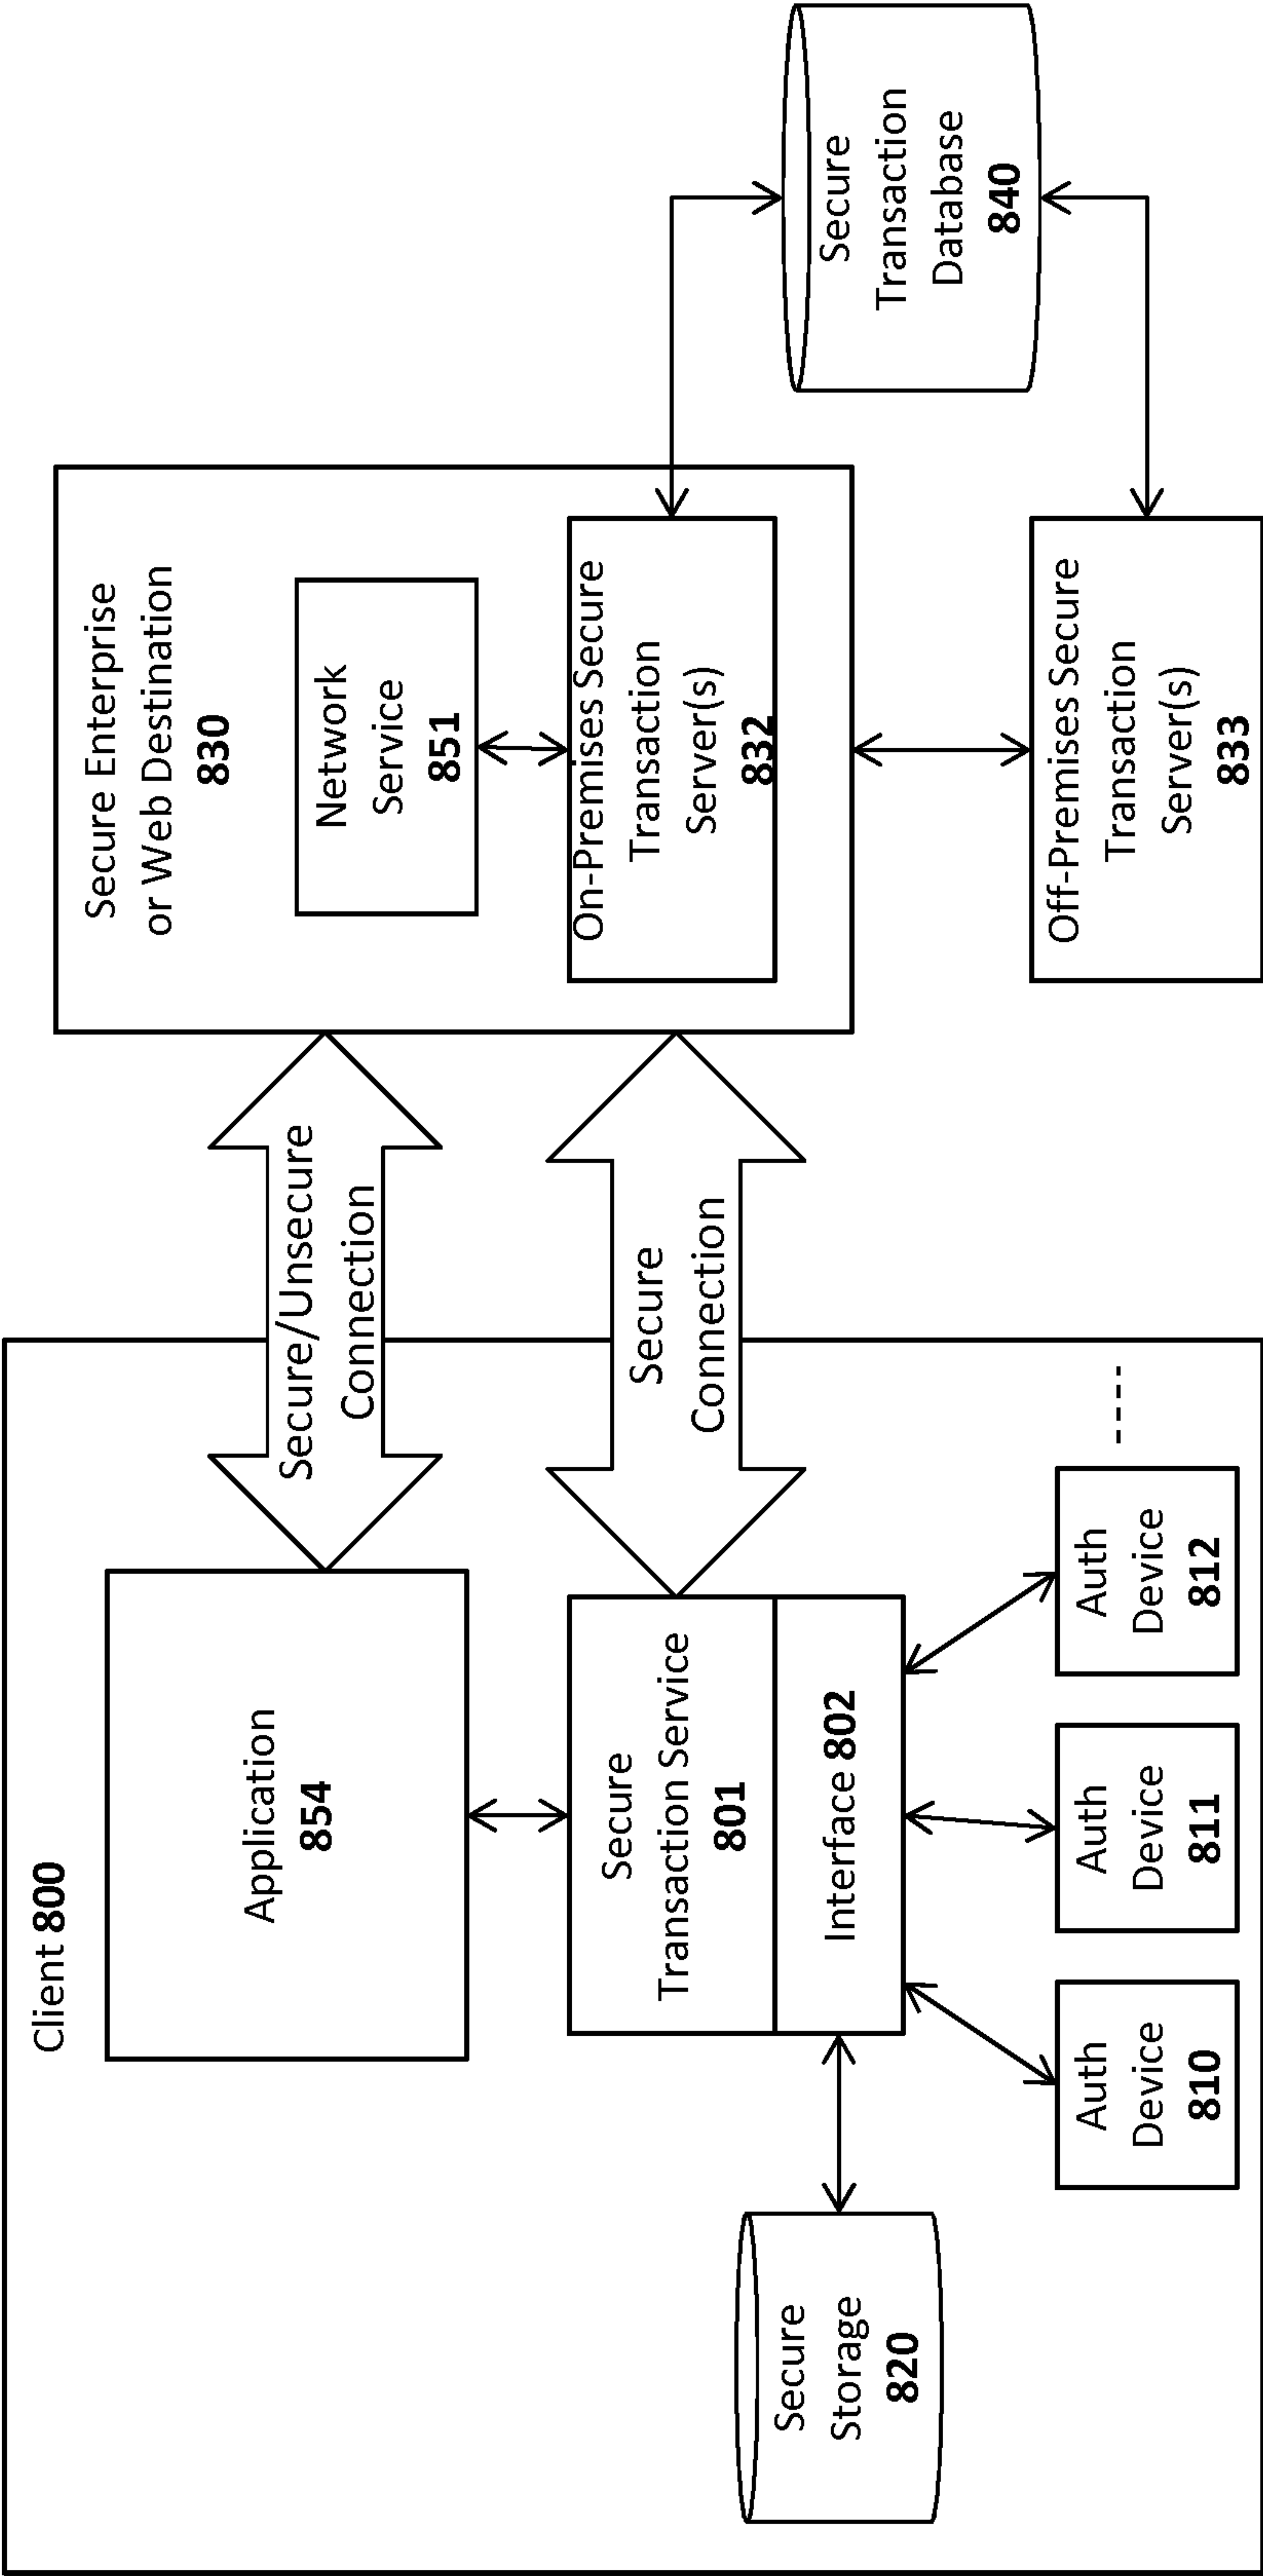 Client 800
Application
854
Secure
Transaction Service
801
Interface 802
Secure
Storage
820
Auth
Device
810
Auth
Device
811
Auth
Device
812
Secure/Unsecure
Connection
Secure
Connection
Secure Enterprise
or Web Destination
830
Network
Service
851
On-Premises Secure
Transaction
Server(s)
832
Off-Premises Secure
Transaction
Server(s)
833
Secure
Transaction
Database
840